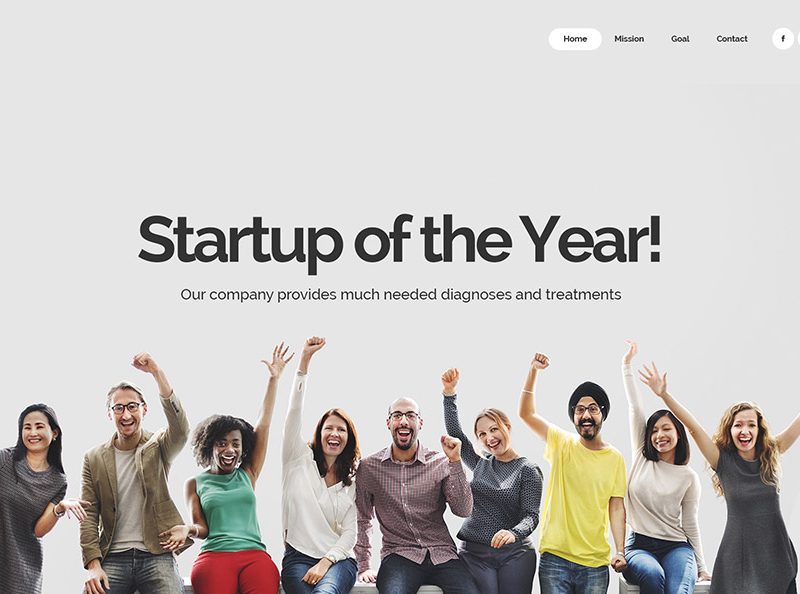 Home Mission Goal Contact f
Startup of the Year!
Our company provides much needed diagnoses and treatments